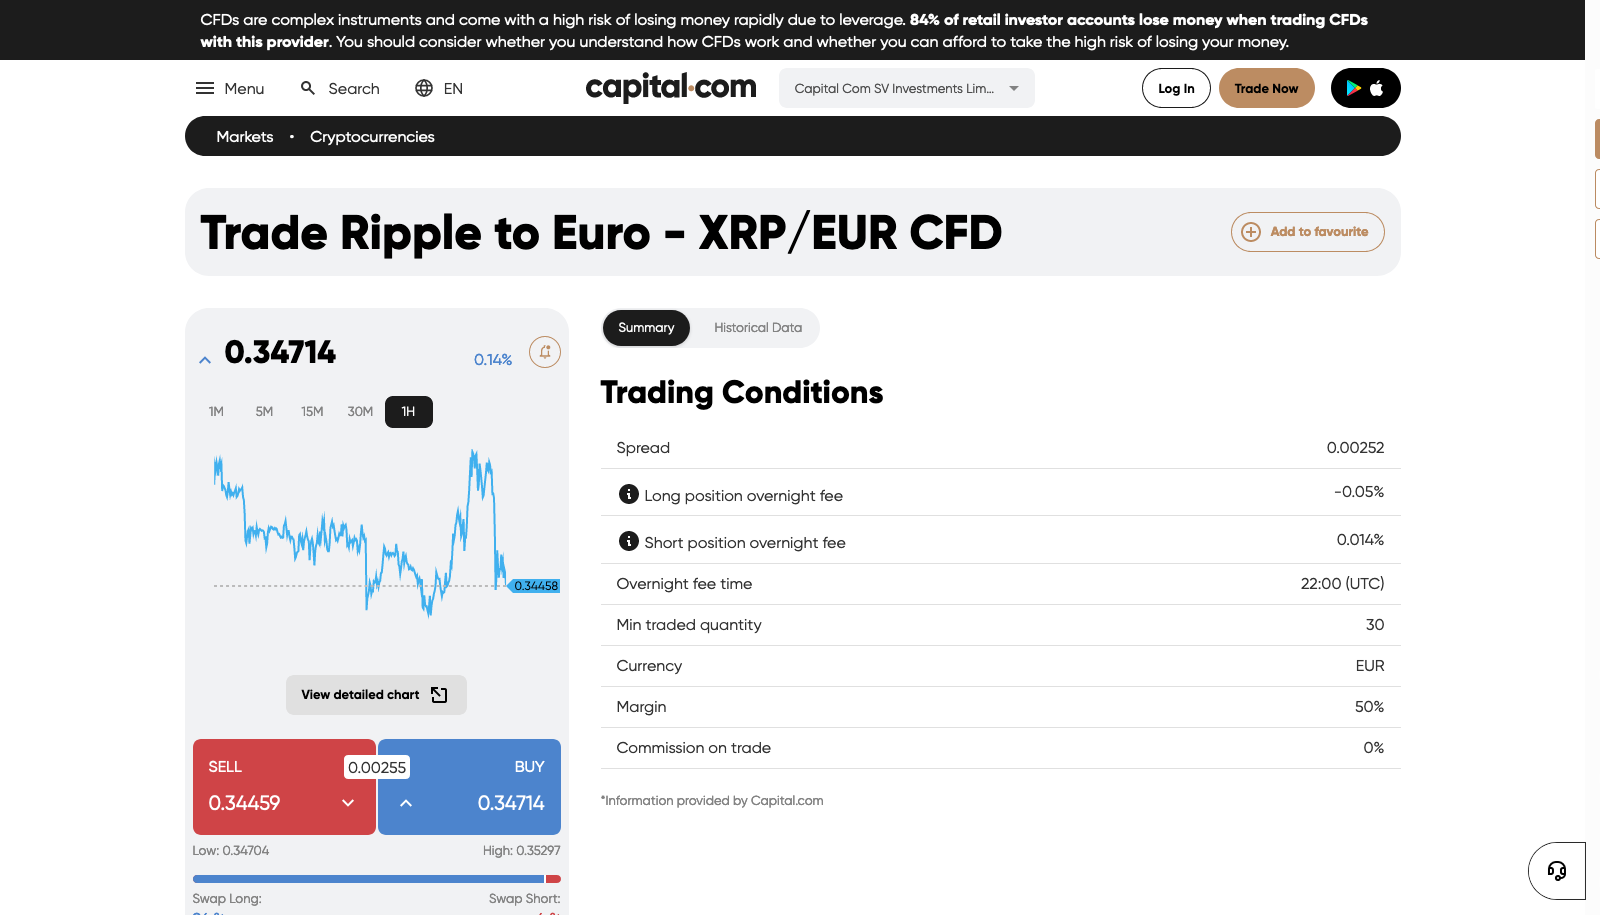 CFDs are complex instruments and come with a high risk of losing money rapidly due to leverage. 84% of retail investor accounts lose money when trading CFDs
with this provider. You should consider whether you understand how CFDs work and whether you can afford to take the high risk of losing your money.
Menu
Search
EN
capital.com
Capital Com SV Investments Lim...
Log In
Trade Now
Markets • Cryptocurrencies
Trade Ripple to Euro - XRP/EUR CFD
Add to favourite
0.34714
0.14%
1M 5M 15M 30M 1H
0.34458
View detailed chart
SELL
0.00255
BUY
0.34459
0.34714
Low: 0.34704
High: 0.35297
Swap Long:
Swap Short:
Summary
Historical Data
Trading Conditions
Spread 0.00252
Long position overnight fee -0.05%
Short position overnight fee 0.014%
Overnight fee time 22:00 (UTC)
Min traded quantity 30
Currency EUR
Margin 50%
Commission on trade 0%
*Information provided by Capital.com